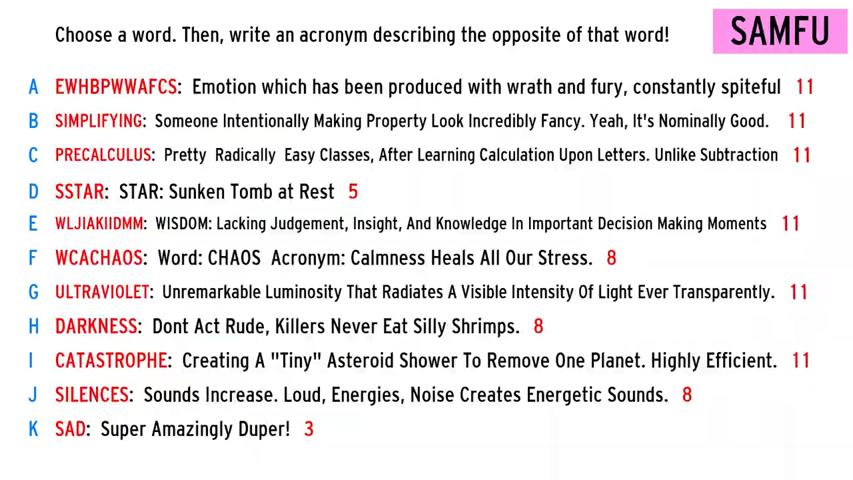 Choose a word. Then, write an acronym describing the opposite of that word!
SAMFU
A EWHBPWWAFCS: Emotion which has been produced with wrath and fury, constantly spiteful 11
B SIMPLIFYING: Someone Intentionally Making Property Look Incredibly Fancy. Yeah, It's Nominally Good. 11
C PRECALCULUS: Pretty Radically Easy Classes, After Learning Calculation Upon Letters. Unlike Subtraction 11
D SSTAR: STAR: Sunken Tomb at Rest 5
E WLJIAKIIDMM: WISDOM: Lacking Judgement, Insight, And Knowledge In Important Decision Making Moments 11
F WCACHAOS: Word: CHAOS Acronym: Calmness Heals All Our Stress. 8
G ULTRAVIOLET: Unremarkable Luminosity That Radiates A Visible Intensity Of Light Ever Transparently. 11
H DARKNESS: Dont Act Rude, Killers Never Eat Silly Shrimps. 8
I CATASTROPHE: Creating A "Tiny" Asteroid Shower To Remove One Planet. Highly Efficient. 11
J SILENCES: Sounds Increase. Loud, Energies, Noise Creates Energetic Sounds. 8
K SAD: Super Amazingly Duper! 3